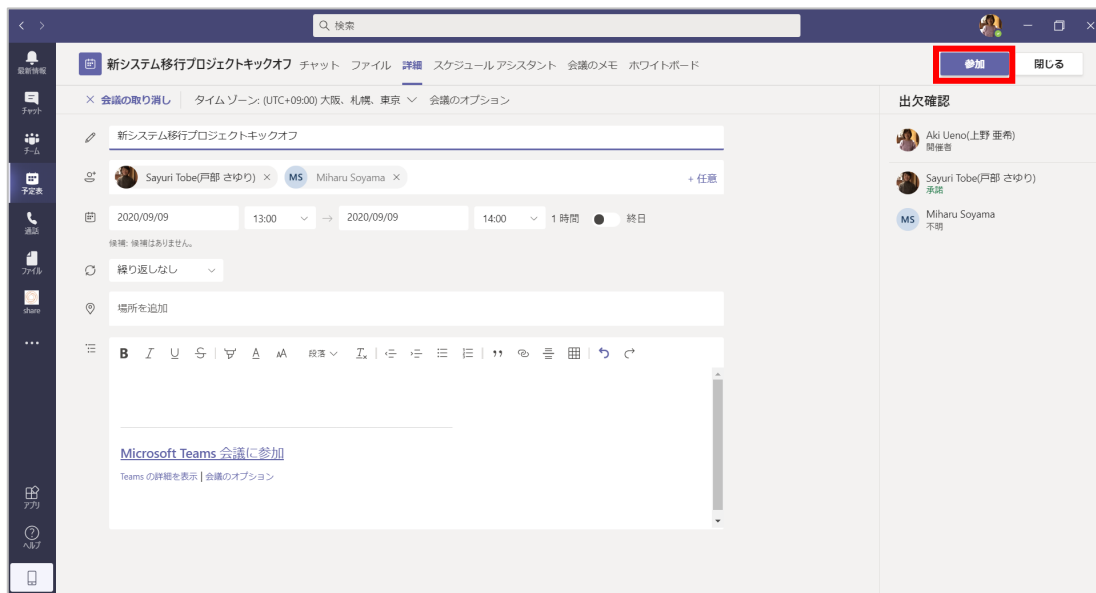 検索
最新情報
チャット
チーム
予定表
通話
ファイル
share
アプリ
ヘルプ
新システム移行プロジェクトキックオフ チャット ファイル 詳細 スケジュール アシスタント 会議のメモ ホワイトボード
参加 閉じる
× 会議の取り消し タイム ゾーン: (UTC+09:00) 大阪、札幌、東京 会議のオプション
新システム移行プロジェクトキックオフ
Sayuri Tobe(戸部 さゆり) × MS Miharu Soyama ×
+ 任意
2020/09/09 13:00 → 2020/09/09 14:00 1 時間 終日
候補: 候補はありません。
繰り返しなし
場所を追加
B I U S A AA 段落
Microsoft Teams 会議に参加
Teams の詳細を表示 | 会議のオプション
出欠確認
Aki Ueno(上野 亜希)
開催者
Sayuri Tobe(戸部 さゆり)
承諾
MS Miharu Soyama
不明